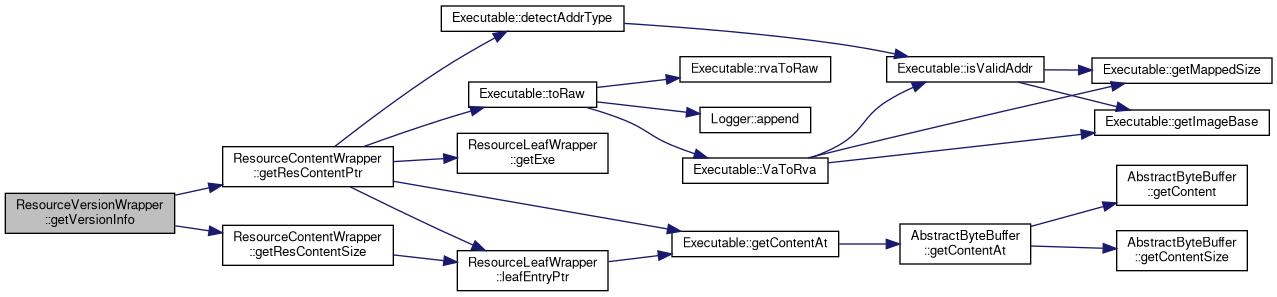 ResourceVersionWrapper
::getVersionInfo
ResourceContentWrapper
::getResContentPtr
ResourceContentWrapper
::getResContentSize
Executable::detectAddrType
Executable::toRaw
ResourceLeafWrapper
::getExe
ResourceLeafWrapper
::leafEntryPtr
Executable::rvaToRaw
Logger::append
Executable::VaToRva
Executable::getContentAt
Executable::isValidAddr
AbstractByteBuffer
::getContentAt
Executable::getMappedSize
Executable::getImageBase
AbstractByteBuffer
::getContent
AbstractByteBuffer
::getContentSize